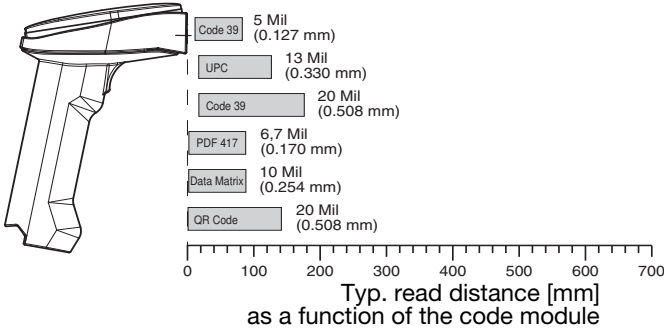 Code 39 5 Mil
(0.127 mm)
UPC 13 Mil
(0.330 mm)
Code 39 20 Mil
(0.508 mm)
PDF 417 6,7 Mil
(0.170 mm)
Data Matrix 10 Mil
(0.254 mm)
QR Code 20 Mil
(0.508 mm)
0 100 200 300 400 500 600 700
Typ. read distance [mm]
as a function of the code module